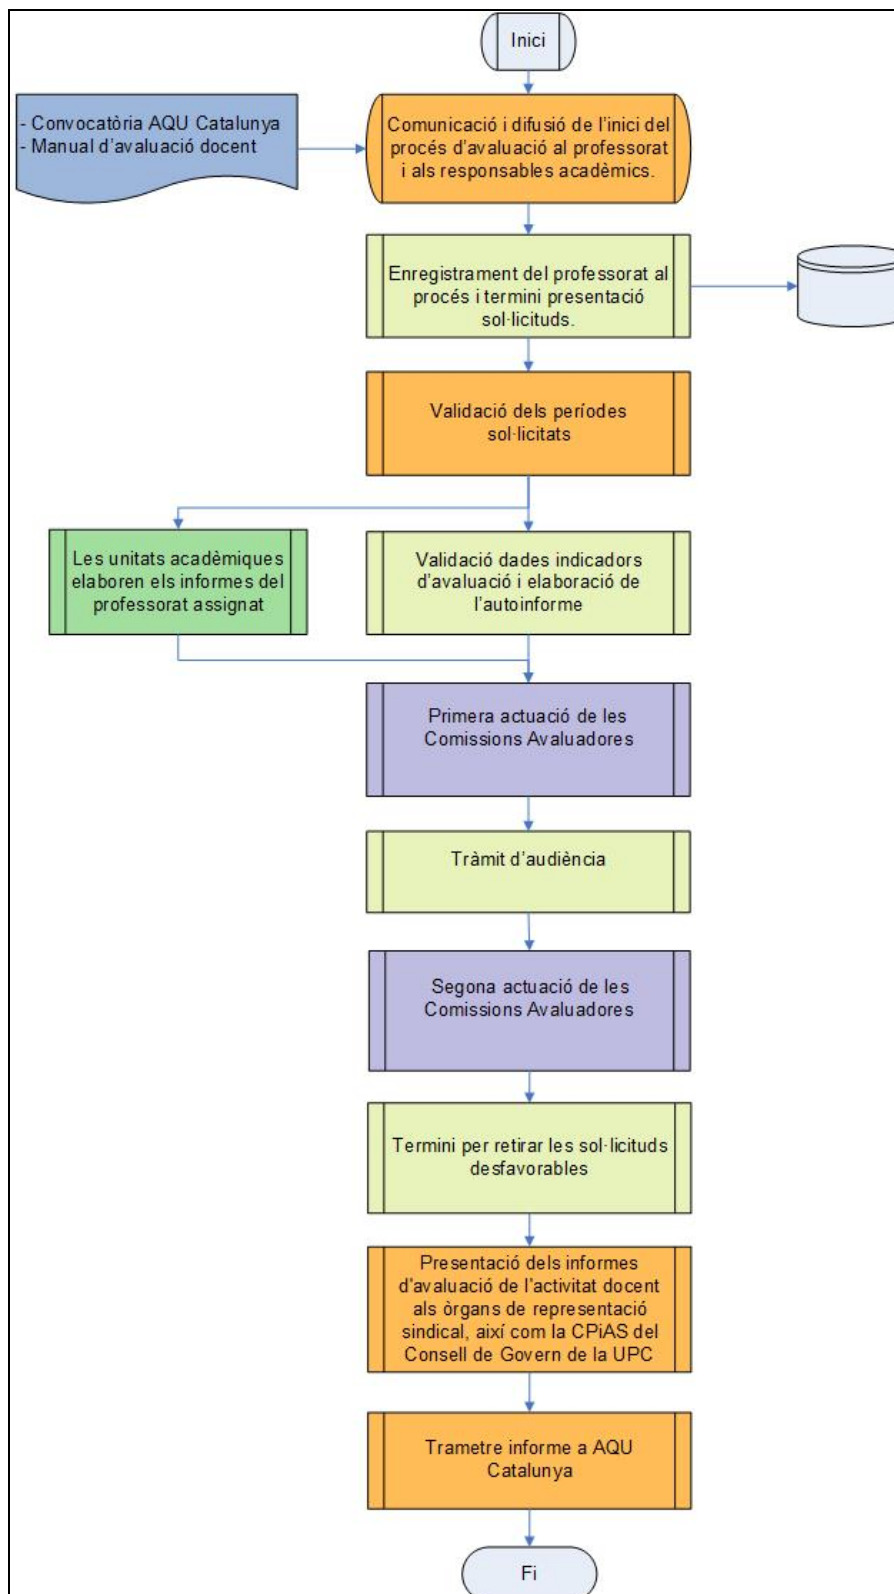 Inici
- Convocatòria AQU Catalunya
- Manual d'avaluació docent
Comunicació i difusió de l'inici del
procés d'avaluació al professorat
i als responsables acadèmics.
Enregistrament del professorat al
procés i termini presentació
sol·licituds.
Validació dels períodes
sol·licitats
Les unitats acadèmiques
elaboren els informes del
professorat assignat
Validació dades indicadors
d'avaluació i elaboració de
l'autoinforme
Primera actuació de les
Comissions Avaluadores
Tràmit d'audiència
Segona actuació de les
Comissions Avaluadores
Termini per retirar les sol·licituds
desfavorables
Presentació dels informes
d'avaluació de l'activitat docent
als òrgans de representació
sindical, així com la CPiAS del
Consell de Govern de la UPC
Trametre informe a AQU
Catalunya
Fi